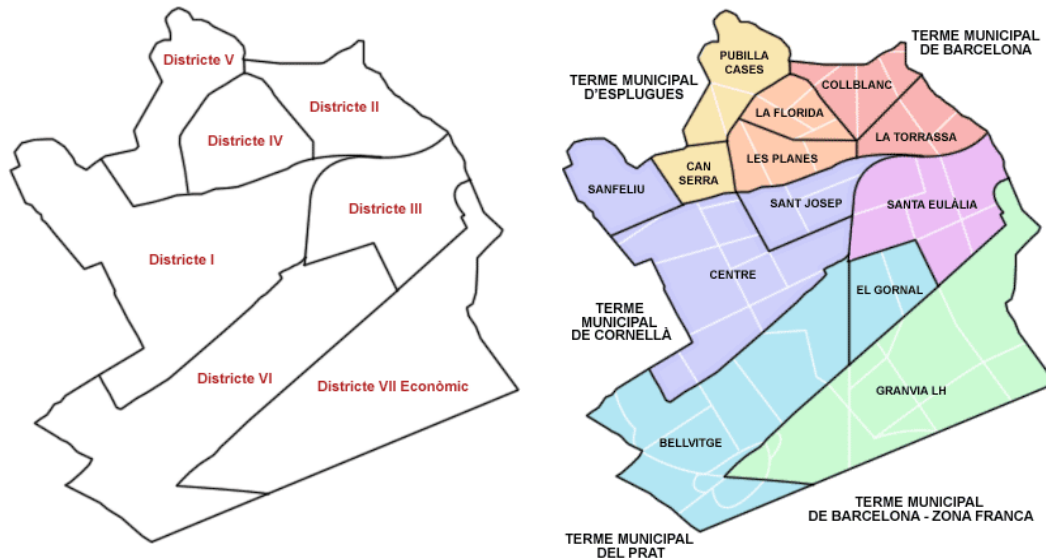 Districte V
Districte II
Districte IV
Districte III
Districte I
Districte VI
Districte VII Econòmic
TERME MUNICIPAL
DE BARCELONA
PUBILLA
CASES
TERME MUNICIPAL
D'ESPLUGUES
COLLBLANC
LA FLORIDA
LA TORRASSA
LES PLANES
CAN
SERRA
SANFELIU
SANT JOSEP
SANTA EULÀLIA
CENTRE
EL GORNAL
TERME
MUNICIPAL
DE CORNELLÀ
GRANVIA LH
BELLVITGE
TERME MUNICIPAL
DE BARCELONA - ZONA FRANCA
TERME MUNICIPAL
DEL PRAT